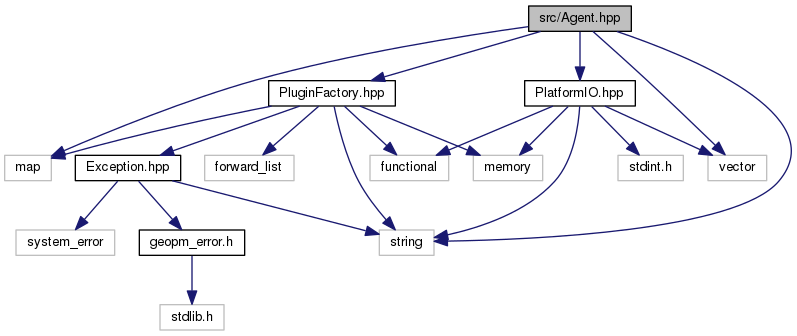 src/Agent.hpp
PluginFactory.hpp
PlatformIO.hpp
map
Exception.hpp
forward_list
functional
memory
stdint.h
vector
system_error
geopm_error.h
string
stdlib.h